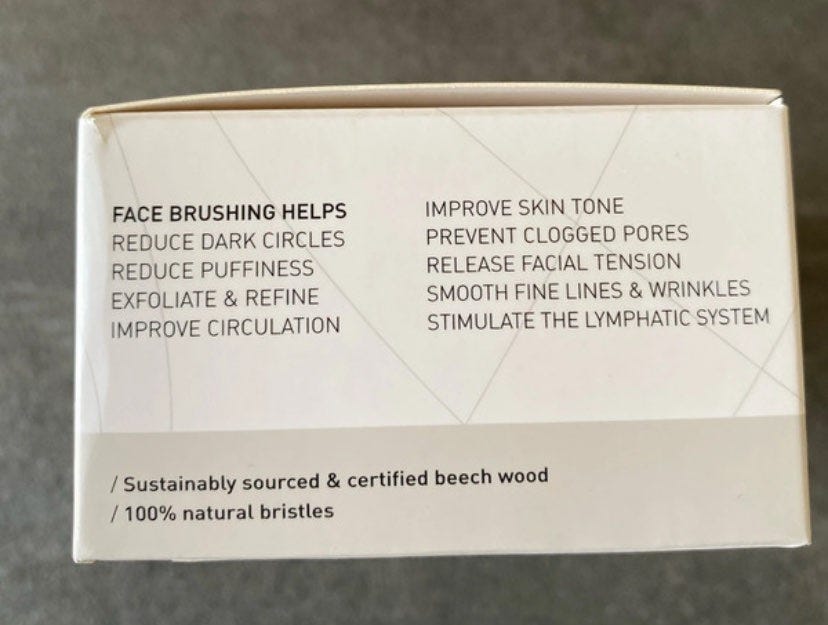 FACE BRUSHING HELPS
REDUCE DARK CIRCLES
REDUCE PUFFINESS
EXFOLIATE & REFINE
IMPROVE CIRCULATION
IMPROVE SKIN TONE
PREVENT CLOGGED PORES
RELEASE FACIAL TENSION
SMOOTH FINE LINES & WRINKLES
STIMULATE THE LYMPHATIC SYSTEM
/ Sustainably sourced & certified beech wood
/ 100% natural bristles